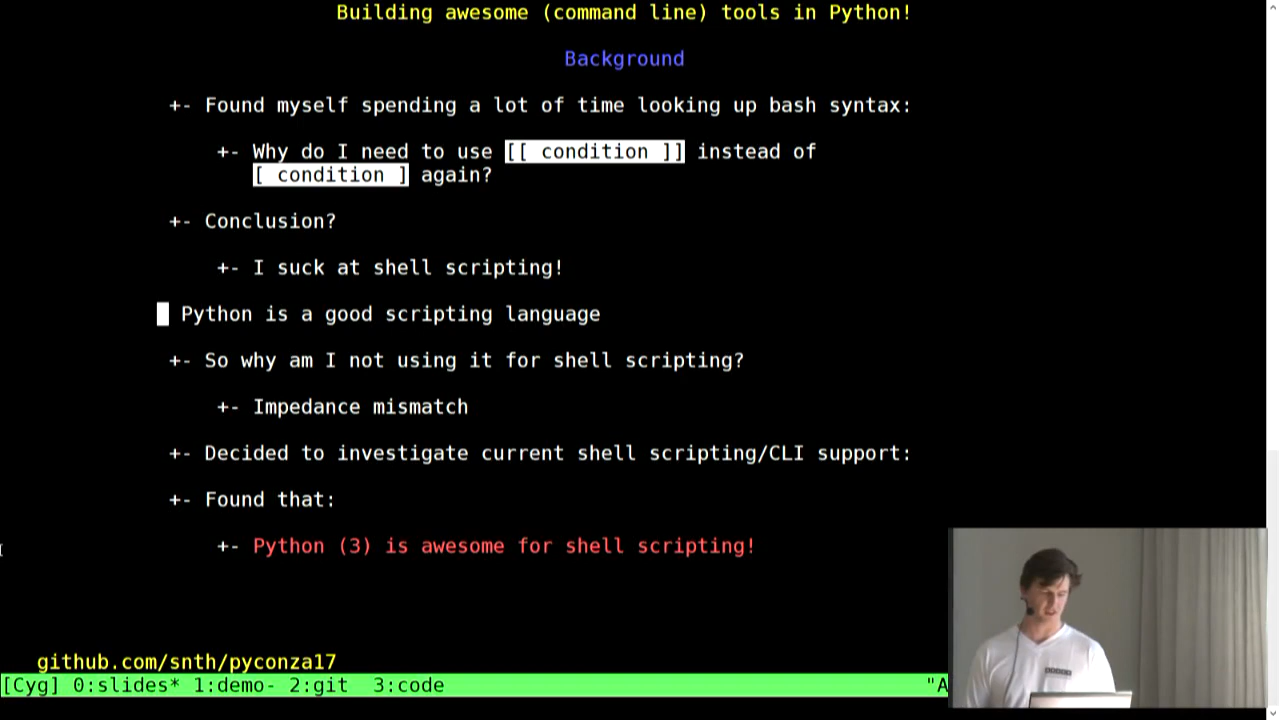 Building awesome (command line) tools in Python!
Background
+- Found myself spending a lot of time looking up bash syntax:
+- Why do I need to use [[ condition ]] instead of
[ condition ] again?
+- Conclusion?
+- I suck at shell scripting!
Python is a good scripting language
+- So why am I not using it for shell scripting?
+- Impedance mismatch
+- Decided to investigate current shell scripting/CLI support:
+- Found that:
+- Python (3) is awesome for shell scripting!
github.com/snth/pyconza17
[Cyg] 0:slides* 1:demo- 2:git 3:code "A